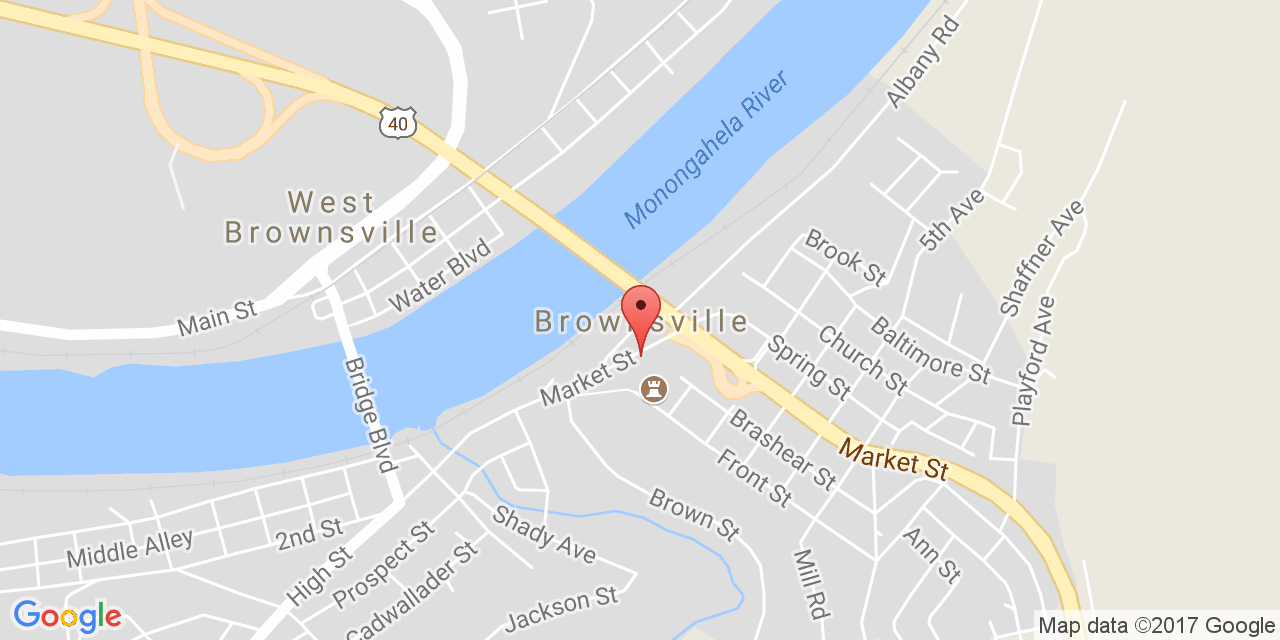 Albany Rd
40
Monongahela River
West
Brownsville
5th Ave
Shaffner Ave
Brook St
Water Blvd
Main St
Brownsville
Playford Ave
Baltimore St
Church St
Spring St
Market St
Bridge Blvd
Brashear St
Market St
Front St
Brown St
Shady Ave
Middle Alley
2nd St
High St
Prospect St
Cadwallader St
Jackson St
Mill Rd
Ann St
Google
Map data ©2017 Google